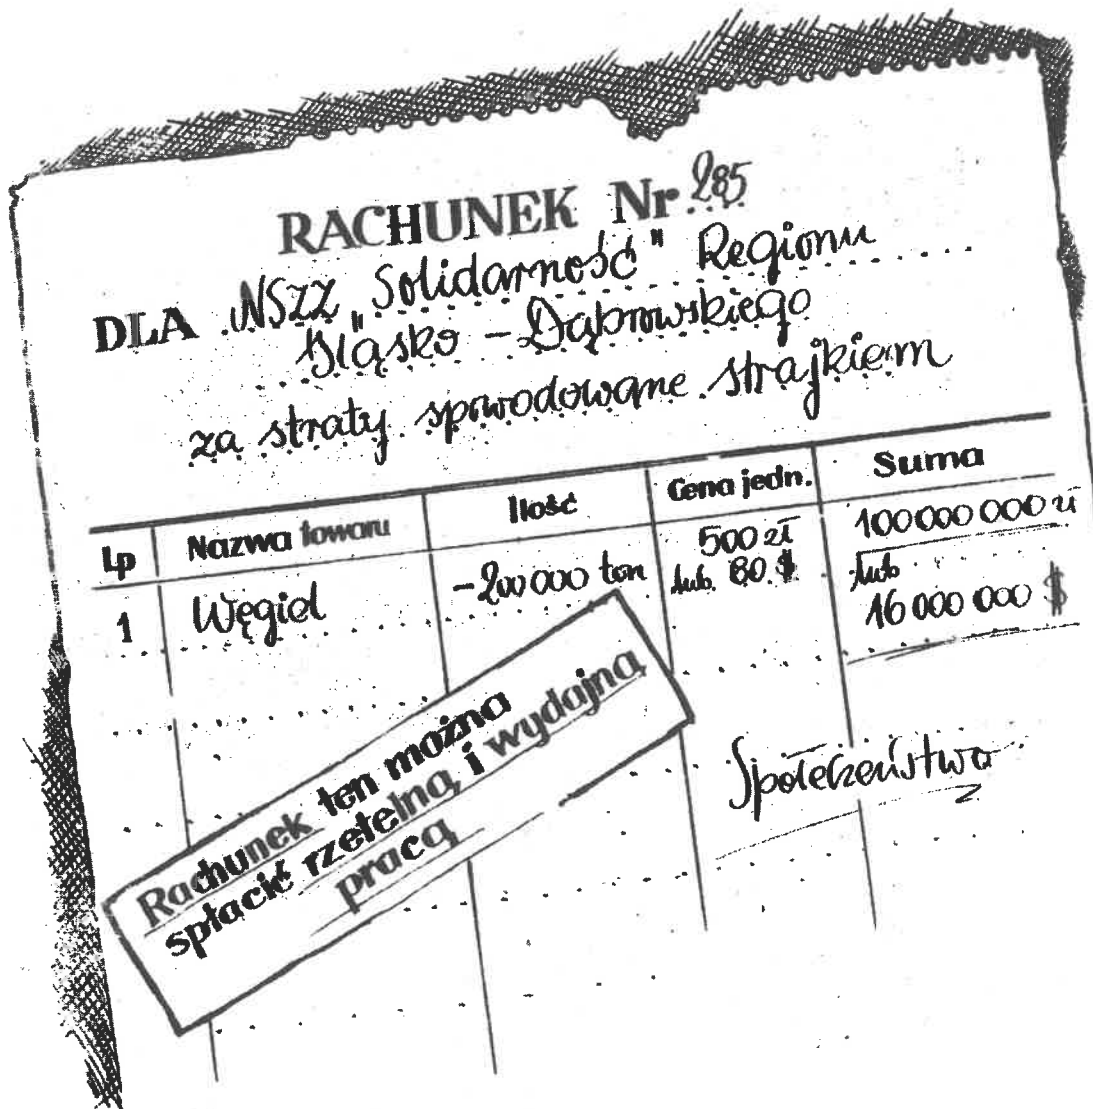 RACHUNEK Nr 285
DLA NSZZ „Solidarność" Regionu
Śląsko – Dąbrowskiego
za straty spowodowane strajkiem
Lp Nazwa towaru Ilość Cena jedn. Suma
1 Węgiel –200 000 ton 500 zł 100 000 000 zł
lub 80 $ lub
16 000 000 $
Rachunek ten można
spłacić rzetelną i wydajną
pracą
Społeczeństwo